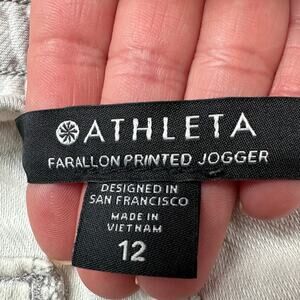 ATHLETA
FARALLON PRINTED JOGGER
DESIGNED IN
SAN FRANCISCO
MADE IN
VIETNAM
12